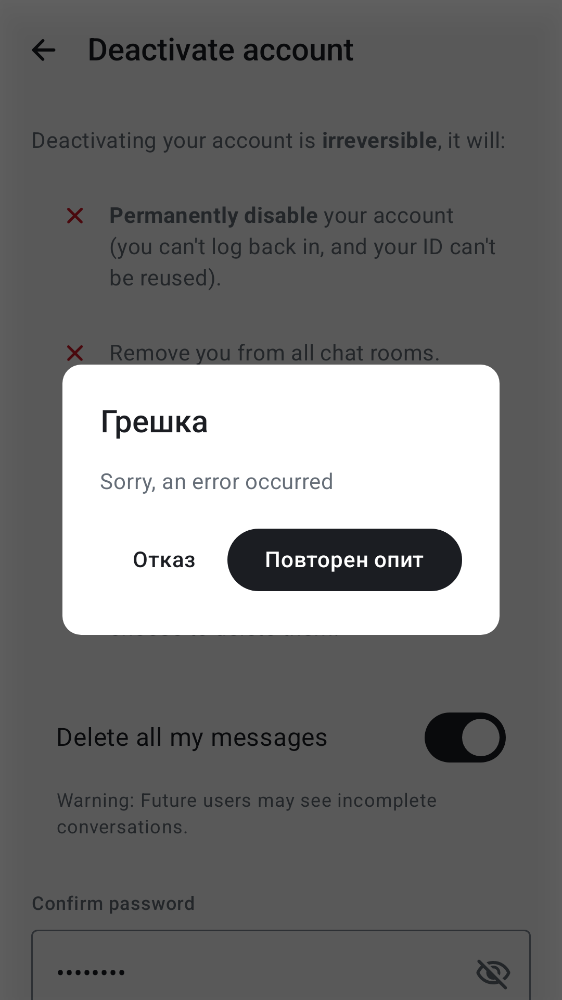 Deactivate account
Deactivating your account is irreversible, it will:
Permanently disable your account
(you can't log back in, and your ID can't
be reused).
Remove you from all chat rooms.
Грешка
Sorry, an error occurred
Отказ
Повторен опит
Delete all my messages
Warning: Future users may see incomplete
conversations.
Confirm password
••••••••